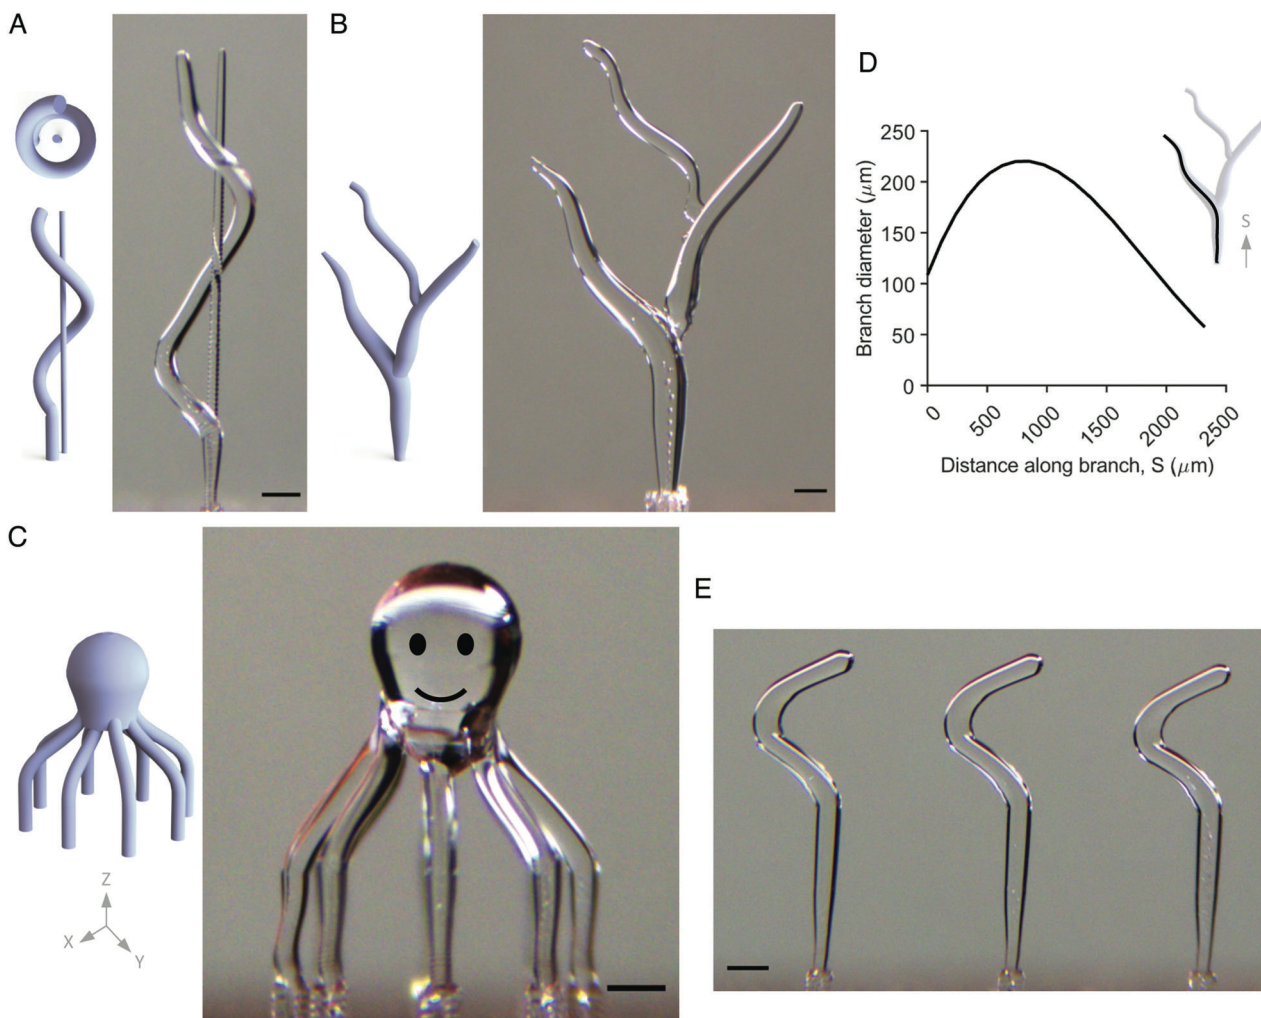 A
B
D
250
200
150
100
50
0
Branch diameter (μm)
0
500
1000
1500
2000
2500
Distance along branch, S (μm)
S
C
Z
X
Y
E